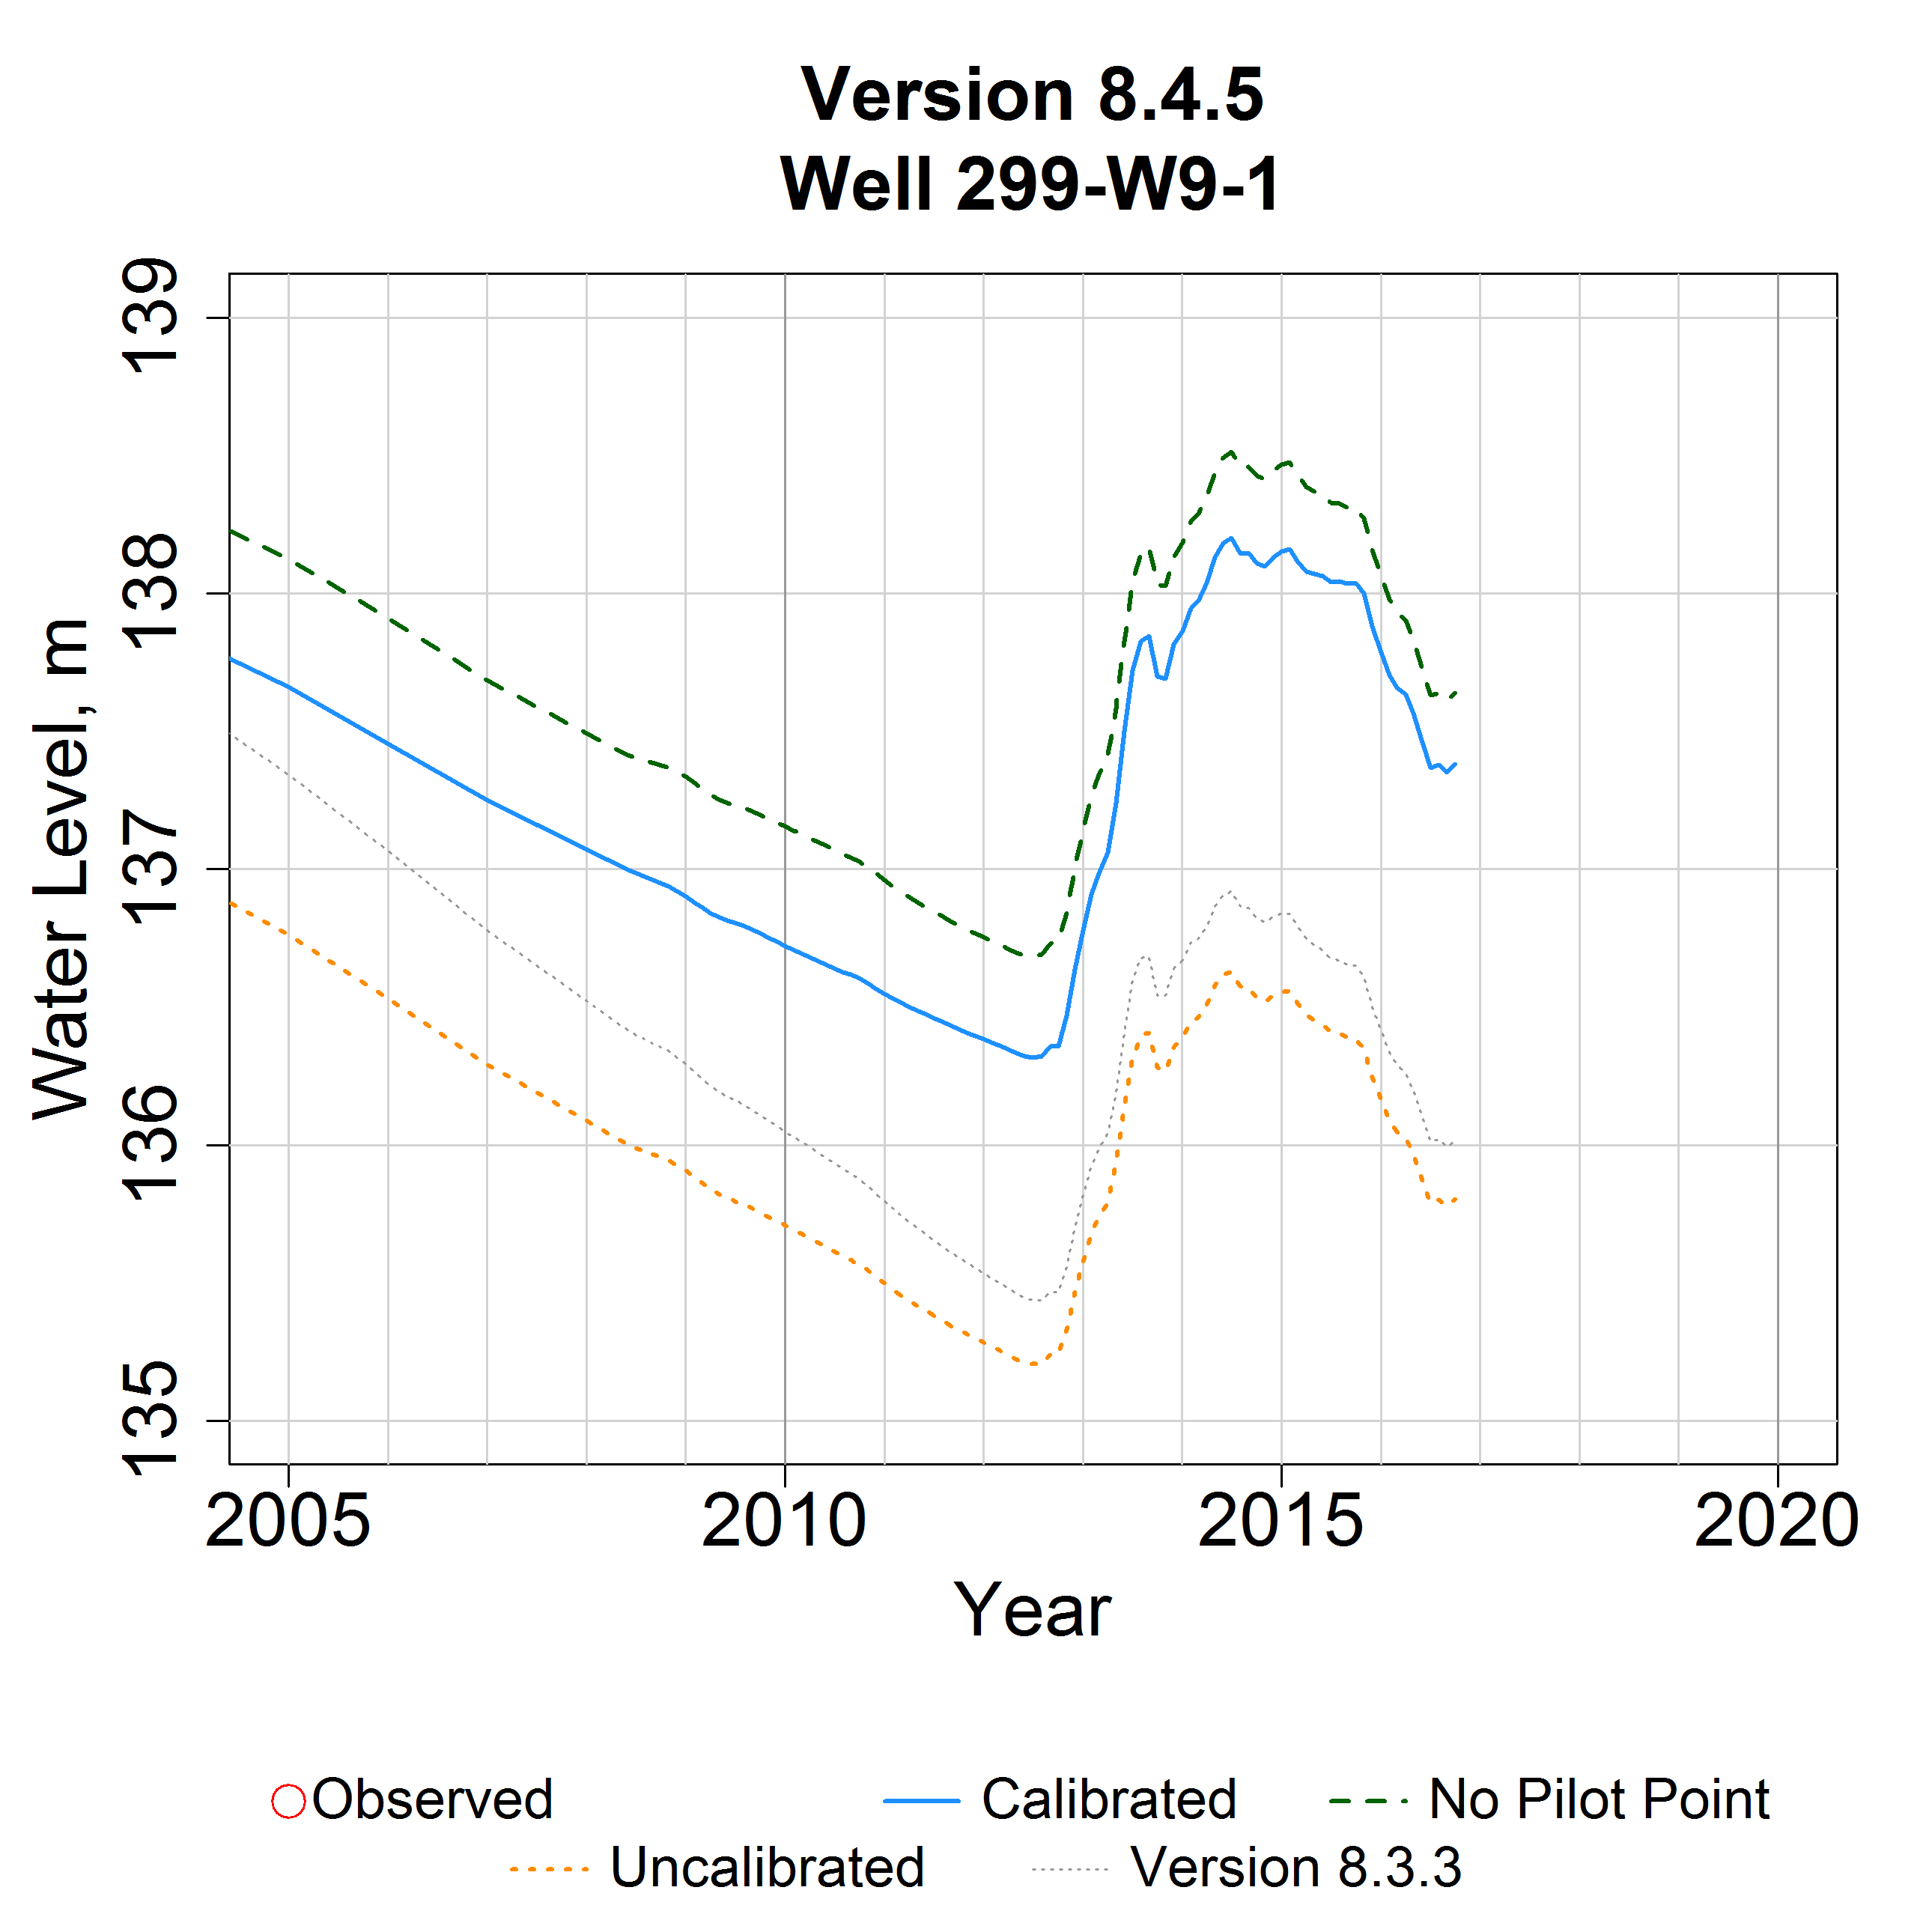 Version 8.4.5
Well 299-W9-1
139
138
137
136
135
Water Level, m
2005 2010 2015 2020
Year
Observed Calibrated No Pilot Point
Uncalibrated Version 8.3.3